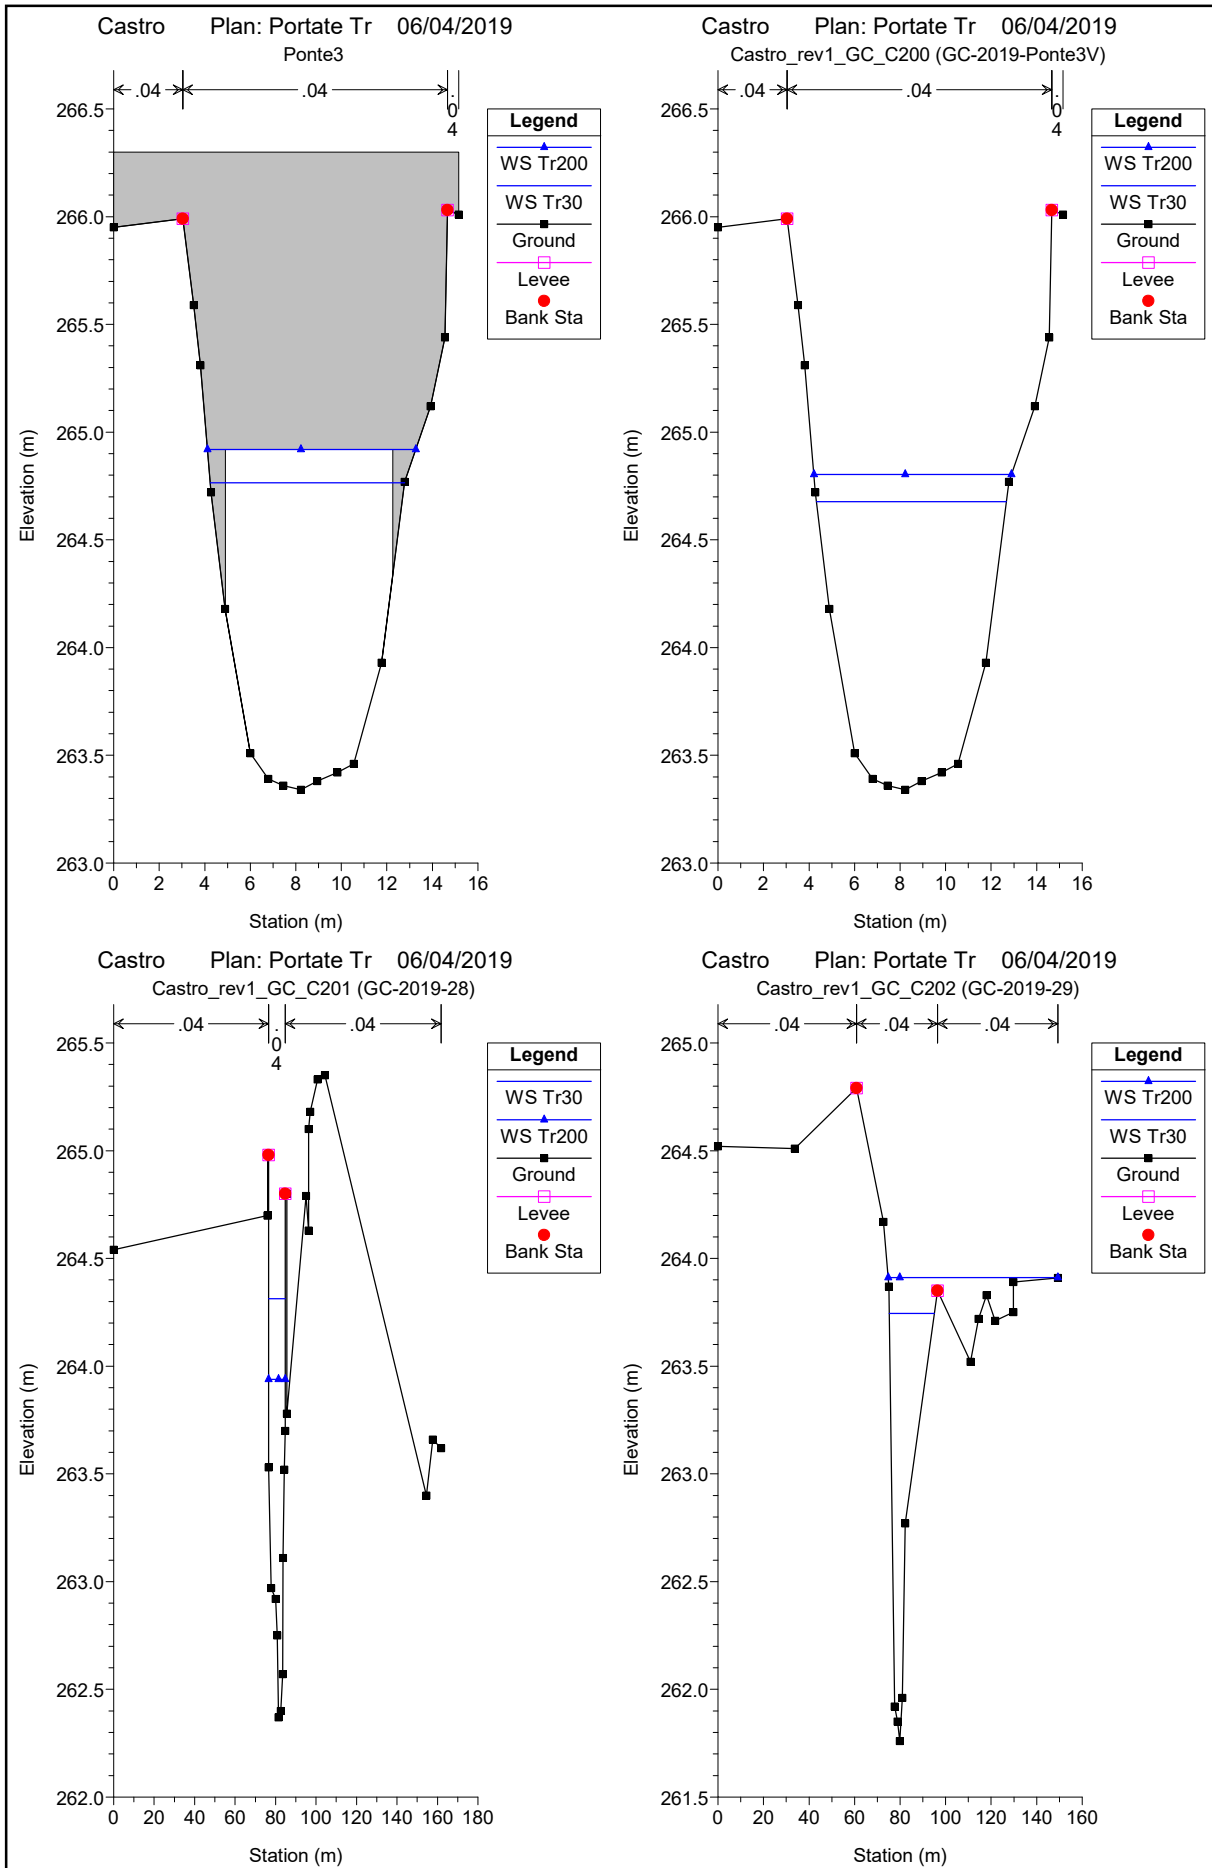 Castro Plan: Portate Tr 06/04/2019
Ponte3
.04
.04
.04
Legend
WS Tr200
WS Tr30
Ground
Levee
Bank Sta
266.5
266.0
265.5
265.0
264.5
264.0
263.5
263.0
Elevation (m)
0 2 4 6 8 10 12 14 16
Station (m)
Castro Plan: Portate Tr 06/04/2019
Castro_rev1_GC_C200 (GC-2019-Ponte3V)
.04
.04
.04
Legend
WS Tr200
WS Tr30
Ground
Levee
Bank Sta
266.5
266.0
265.5
265.0
264.5
264.0
263.5
263.0
Elevation (m)
0 2 4 6 8 10 12 14 16
Station (m)
Castro Plan: Portate Tr 06/04/2019
Castro_rev1_GC_C201 (GC-2019-28)
.04
.04
.04
Legend
WS Tr30
WS Tr200
Ground
Levee
Bank Sta
265.5
265.0
264.5
264.0
263.5
263.0
262.5
262.0
Elevation (m)
0 20 40 60 80 100 120 140 160 180
Station (m)
Castro Plan: Portate Tr 06/04/2019
Castro_rev1_GC_C202 (GC-2019-29)
.04
.04
.04
Legend
WS Tr200
WS Tr30
Ground
Levee
Bank Sta
265.0
264.5
264.0
263.5
263.0
262.5
262.0
261.5
Elevation (m)
0 20 40 60 80 100 120 140 160
Station (m)